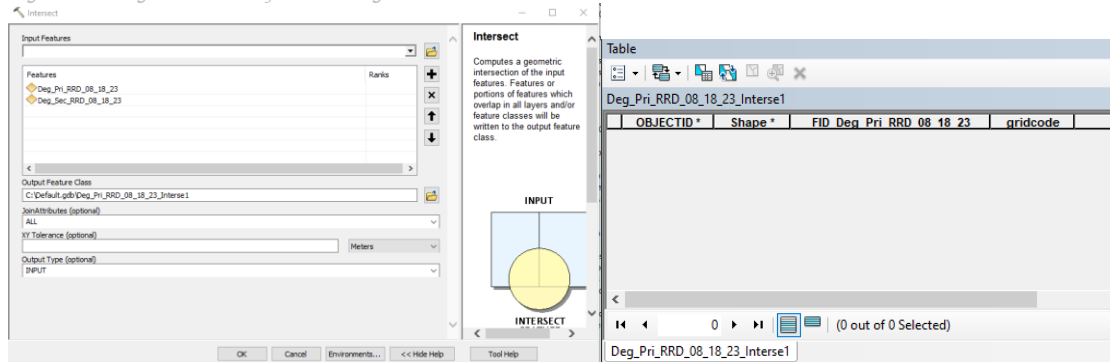 Intersect
Input Features
Features Ranks
Deg_Pri_RRD_08_18_23
Deg_Sec_RRD_08_18_23
Output Feature Class
C:\Default.gdb\Deg_Pri_RRD_08_18_23_Interse1
JoinAttributes (optional)
ALL
XY Tolerance (optional)
Meters
Output Type (optional)
INPUT
OK Cancel Environments... << Hide Help Tool Help
Intersect
Computes a geometric
intersection of the input
features. Features or
portions of features which
overlap in all layers and/or
feature classes will be
written to the output feature
class.
INPUT
INTERSECT
Table
Deg_Pri_RRD_08_18_23_Interse1
OBJECTID * Shape * FID_Deg_Pri_RRD_08_18_23 gridcode
0 (0 out of 0 Selected)
Deg_Pri_RRD_08_18_23_Interse1